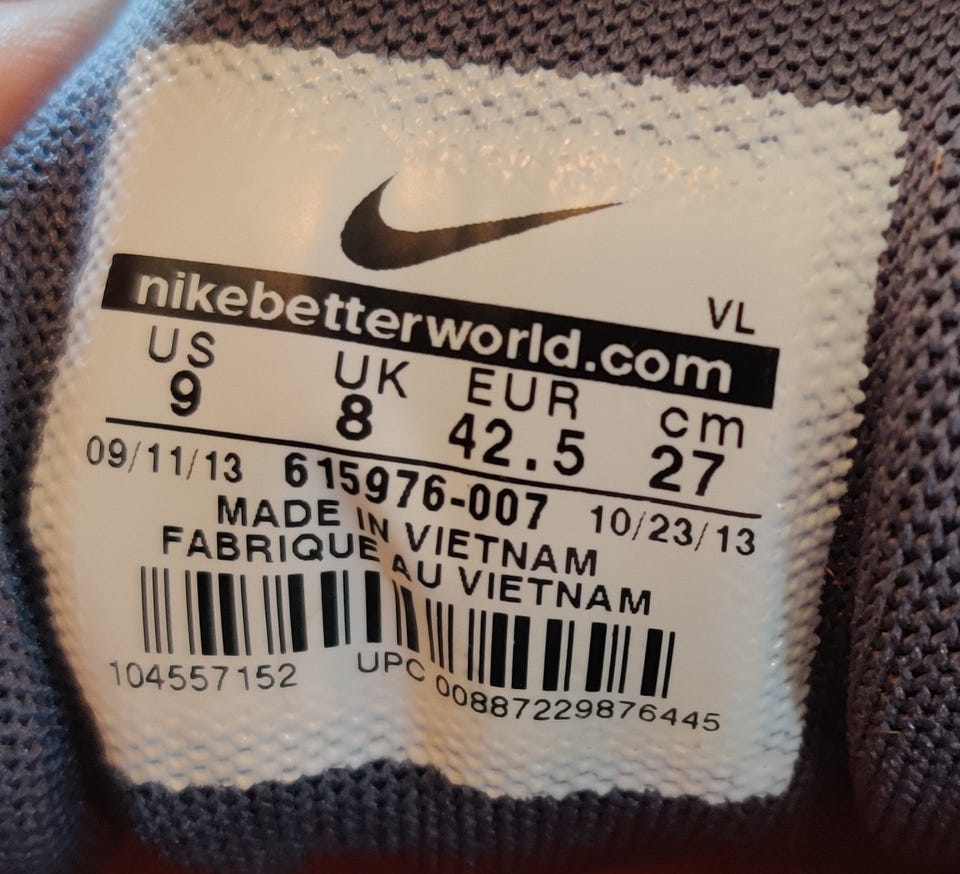 VL
nikebetterworld.com
US UK EUR cm
9 8 42.5 27
09/11/13 615976-007 10/23/13
MADE IN VIETNAM
FABRIQUE AU VIETNAM
104557152 UPC 00887229876445